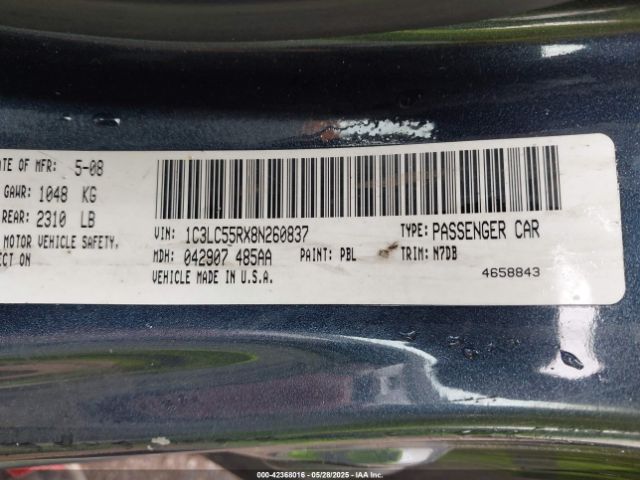 ATE OF MFR: 5-08
GAWR: 1048 KG
REAR: 2310 LB
MOTOR VEHICLE SAFETY,
ECT ON
VIN: 1C3LC55RX8N260837
TYPE: PASSENGER CAR
MDH: 042907 485AA PAINT: PBL
TRIM: N7DB
VEHICLE MADE IN U.S.A.
4658843
000-42368016 - 05/28/2025 - IAA Inc.